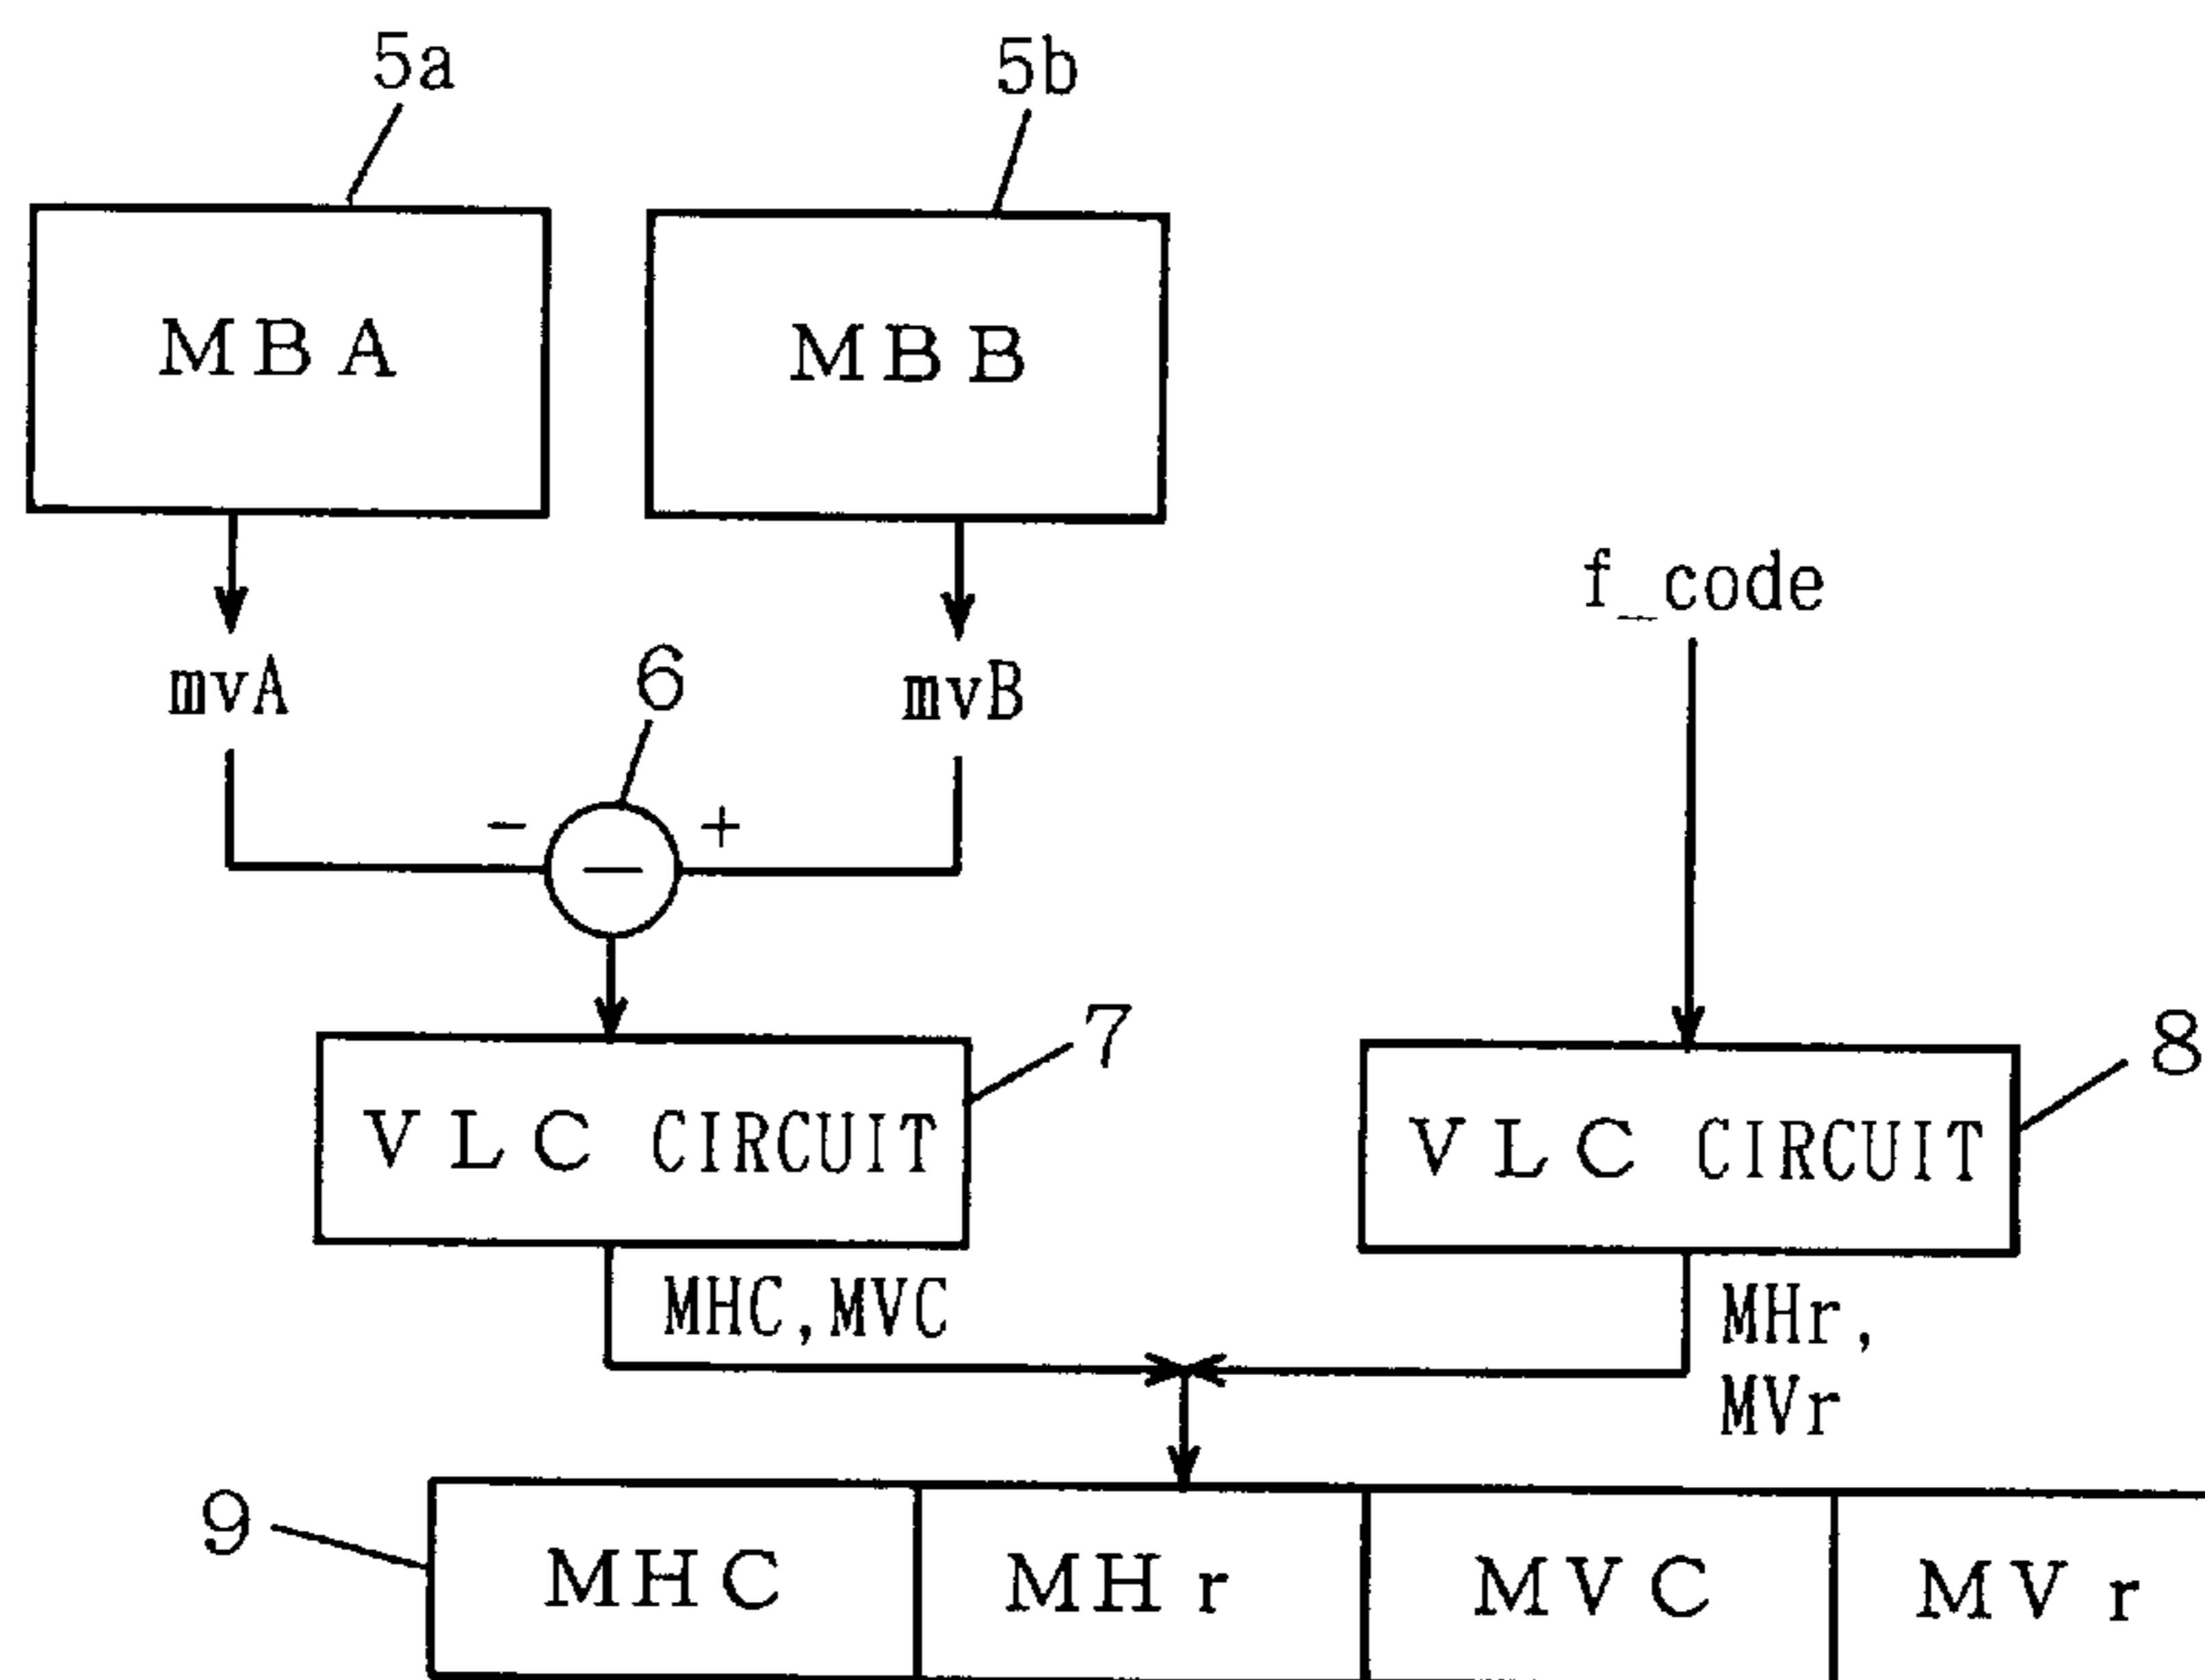 5a
5b
MBA
MBB
f_code
mvA
6
mvB
- +
−
7
8
VLC CIRCUIT
VLC CIRCUIT
MHC,MVC
MHr,
MVr
9
MHC
MHr
MVC
MVr